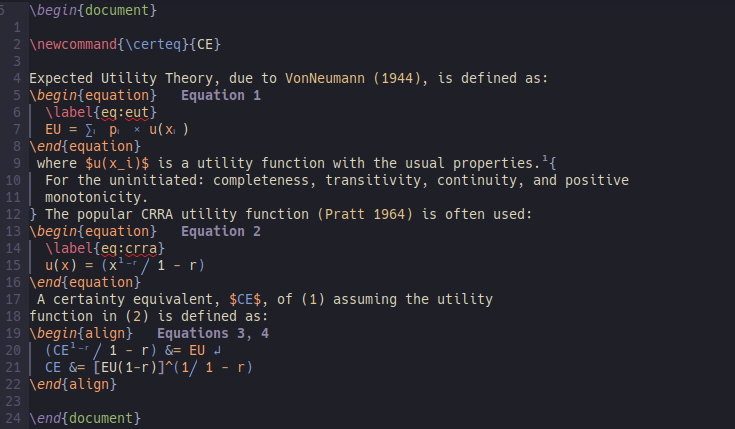 6 \begin{document}
1
2 \newcommand{\certeq}{CE}
3
4 Expected Utility Theory, due to VonNeumann (1944), is defined as:
5 \begin{equation}   Equation 1
6   \label{eq:eut}
7   EU = ∑ᵢ pᵢ × u(xᵢ )
8 \end{equation}
9  where $u(x_i)$ is a utility function with the usual properties.¹{
10   For the uninitiated: completeness, transitivity, continuity, and positive
11   monotonicity.
12 } The popular CRRA utility function (Pratt 1964) is often used:
13 \begin{equation}   Equation 2
14   \label{eq:crra}
15   u(x) = (x¹⁻ʳ╱ 1 - r)
16 \end{equation}
17  A certainty equivalent, $CE$, of (1) assuming the utility
18 function in (2) is defined as:
19 \begin{align}   Equations 3, 4
20   (CE¹⁻ʳ╱ 1 - r) &= EU ↲
21   CE &= [EU(1-r)]^(1╱ 1 - r)
22 \end{align}
23
24 \end{document}